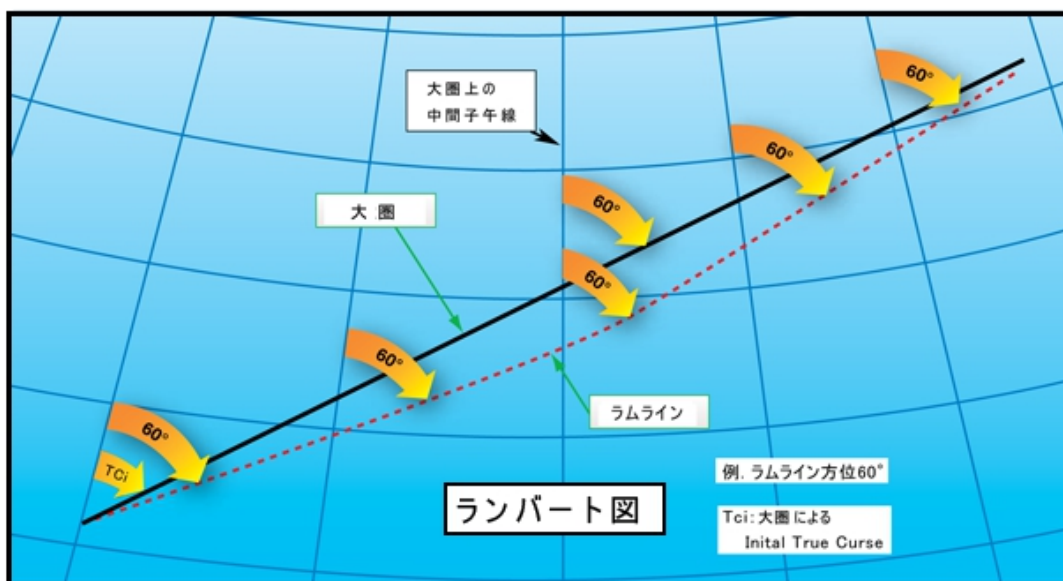 大圏上の
中間子午線
60°
60°
大圏
60°
60°
60°
60°
ラムライン
TCi
例.ラムライン方位60°
ランバート図
Tci:大圏による
Inital True Curse